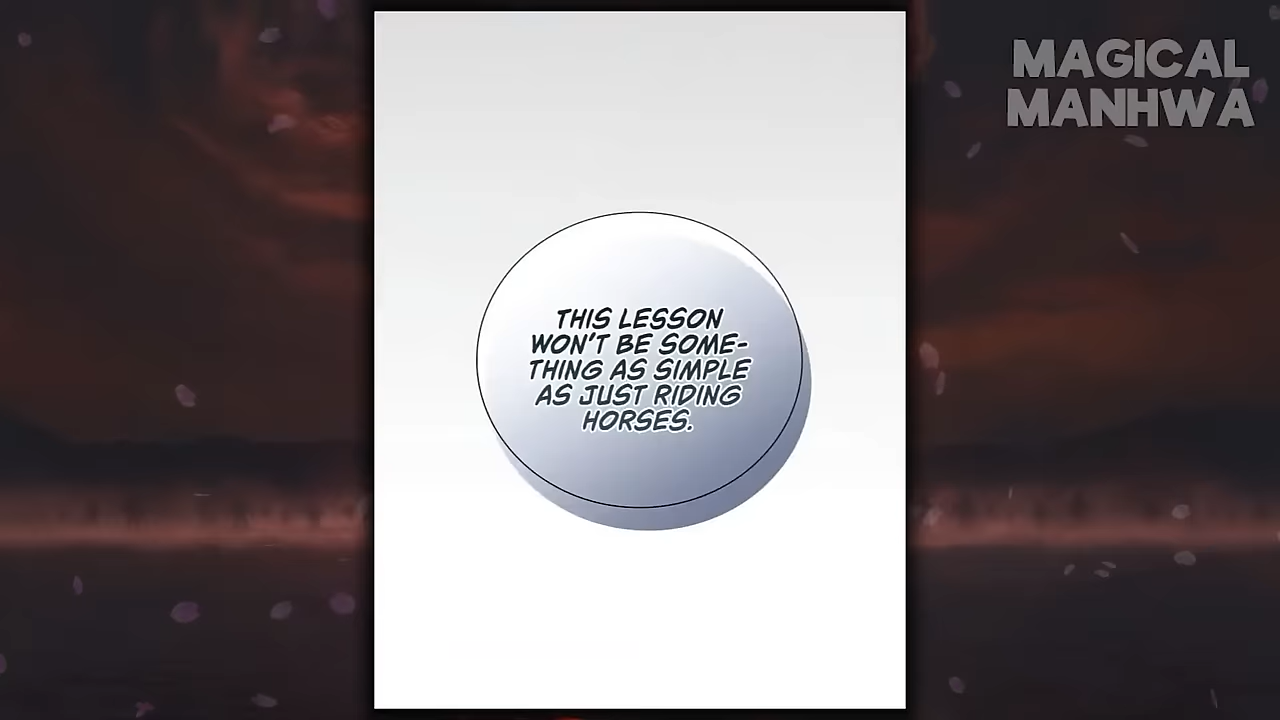 MAGICAL
MANHWA
THIS LESSON
WON'T BE SOME-
THING AS SIMPLE
AS JUST RIDING
HORSES.